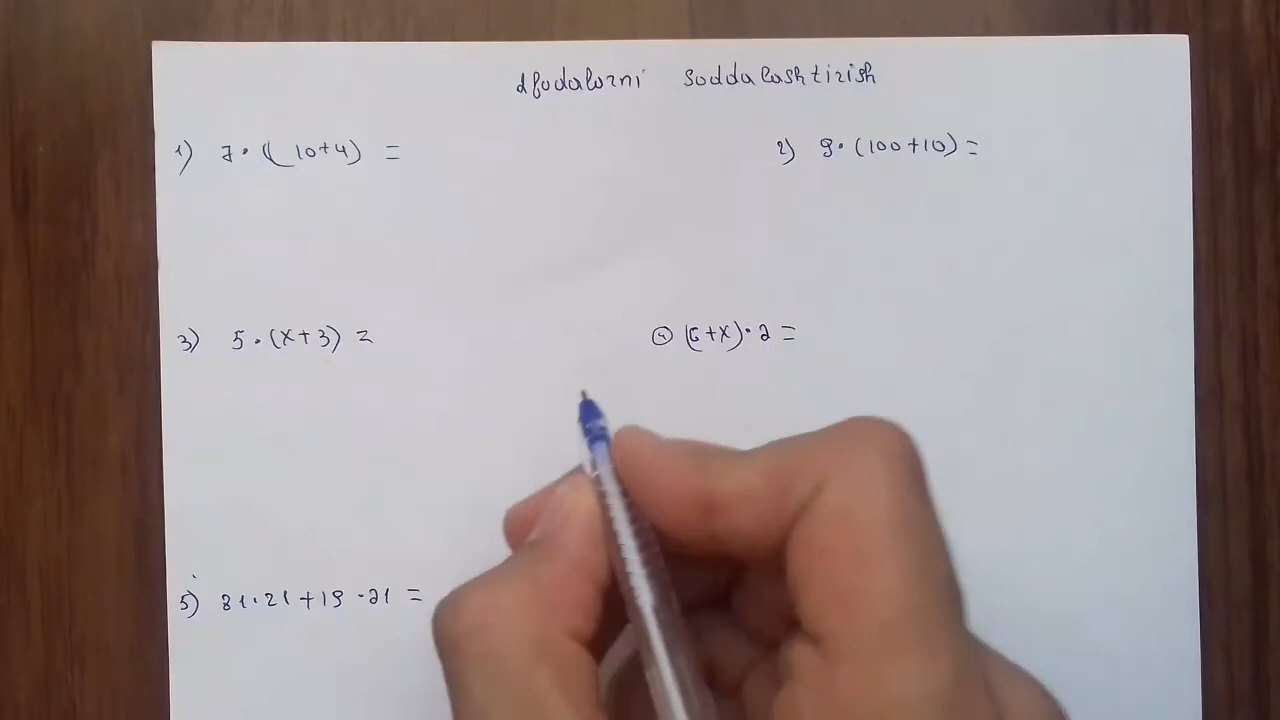 Ifodalarni soddalashtirish
1) 7·(10+4) =
2) 9·(100+10) =
3) 5·(x+3) =
4) (6+x)·2 =
5) 81·21+19·21 =